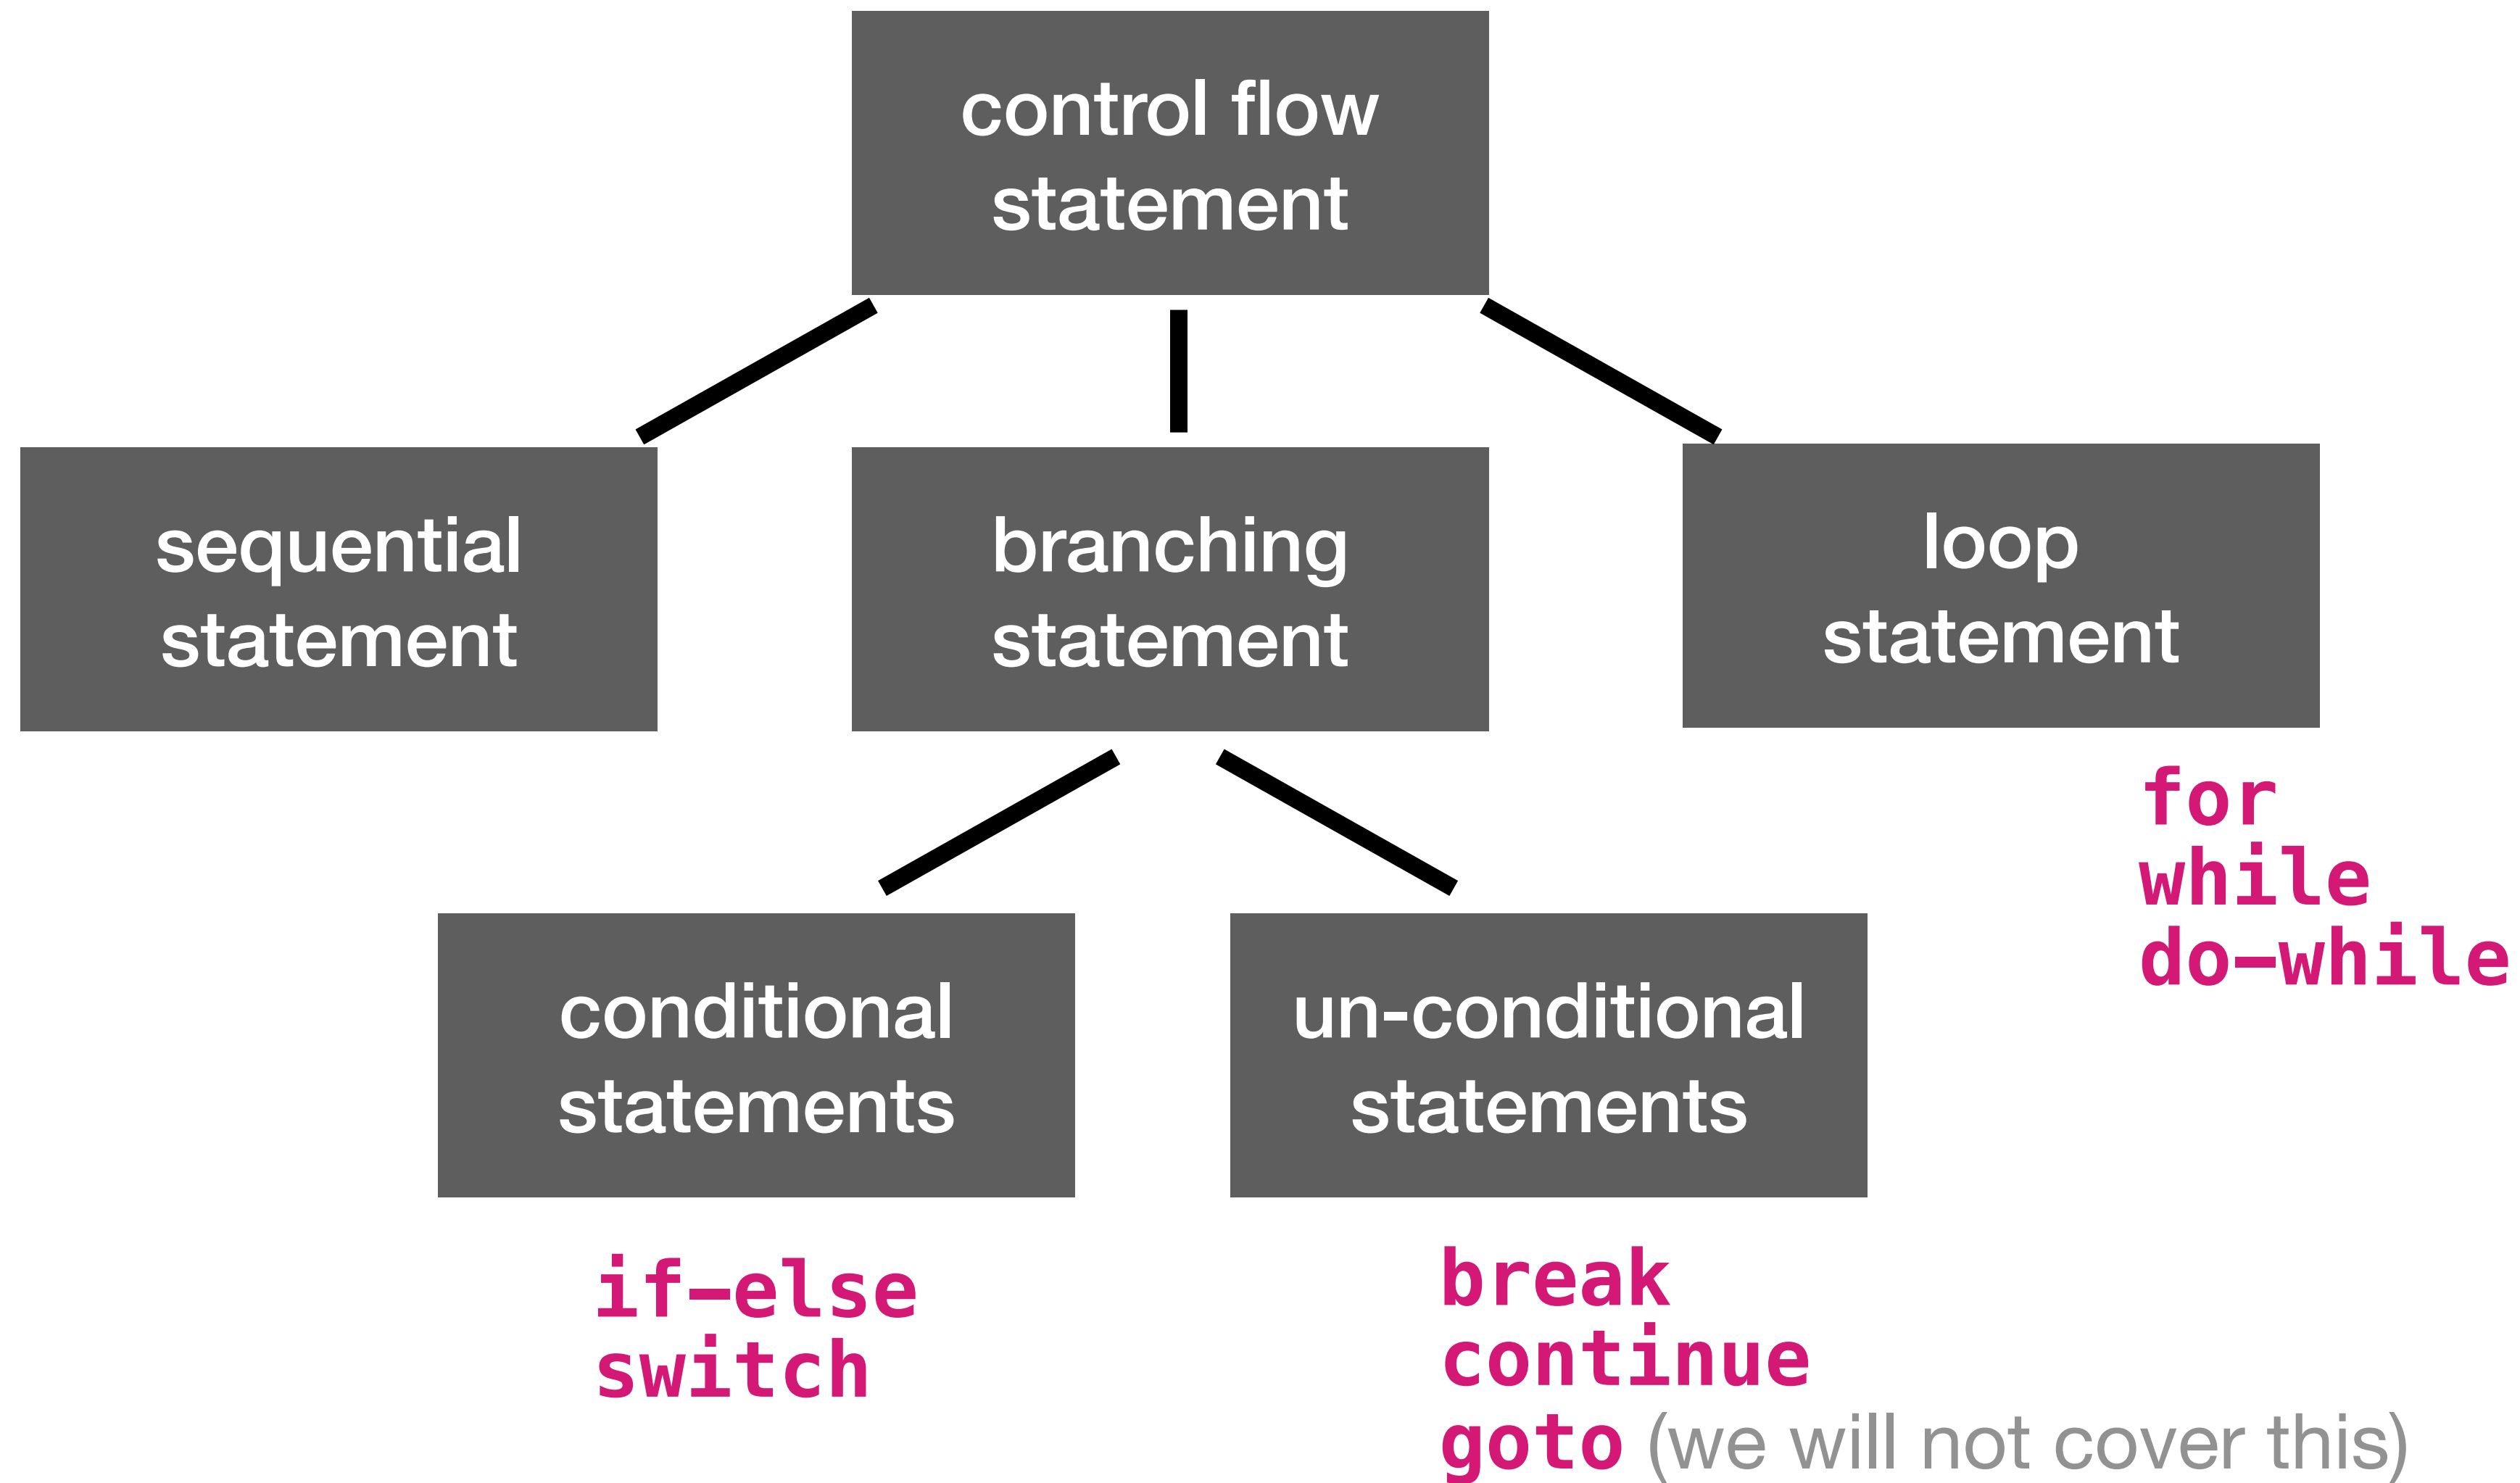 control flow
statement
sequential
statement
branching
statement
loop
statement
for
while
do-while
conditional
statements
un-conditional
statements
if-else
switch
break
continue
goto (we will not cover this)